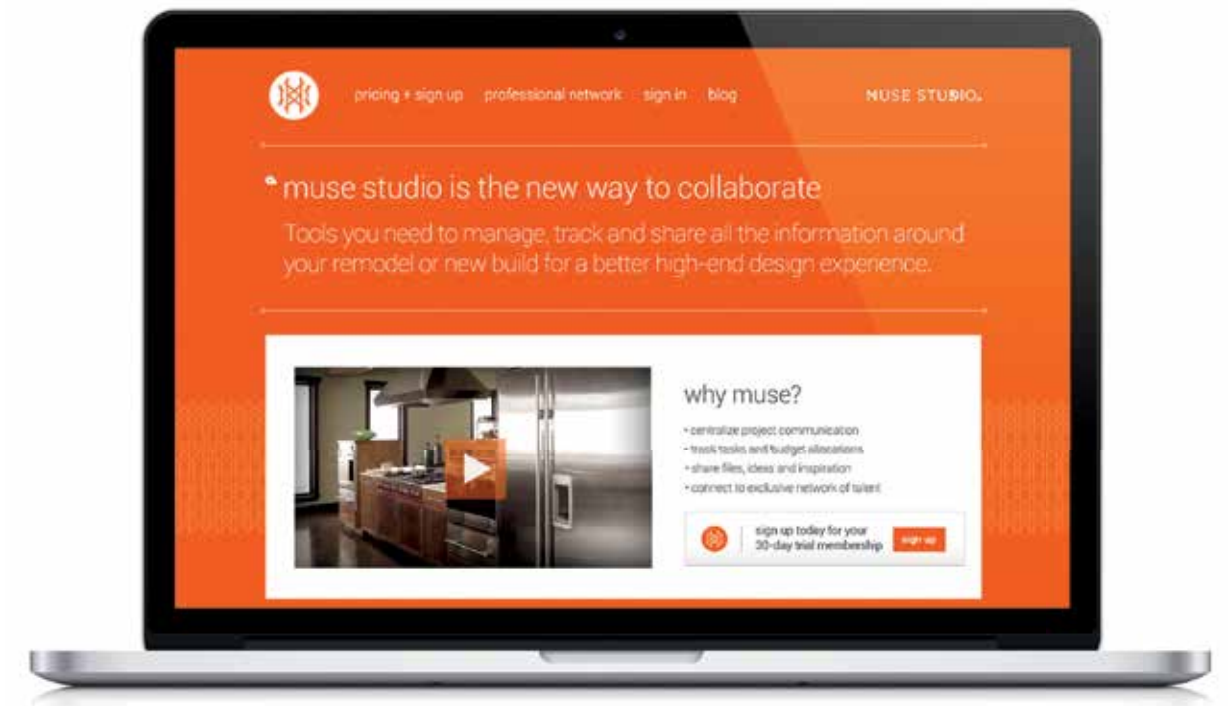 pricing + sign up professional network sign in blog MUSE STUDIO.
muse studio is the new way to collaborate
Tools you need to manage, track and share all the information around
your remodel or new build for a better high-end design experience.
why muse?
• centralize project communication
• track tasks and budget allocations
• share files, ideas and inspiration
• connect to exclusive network of talent
sign up today for your
30-day trial membership
sign up